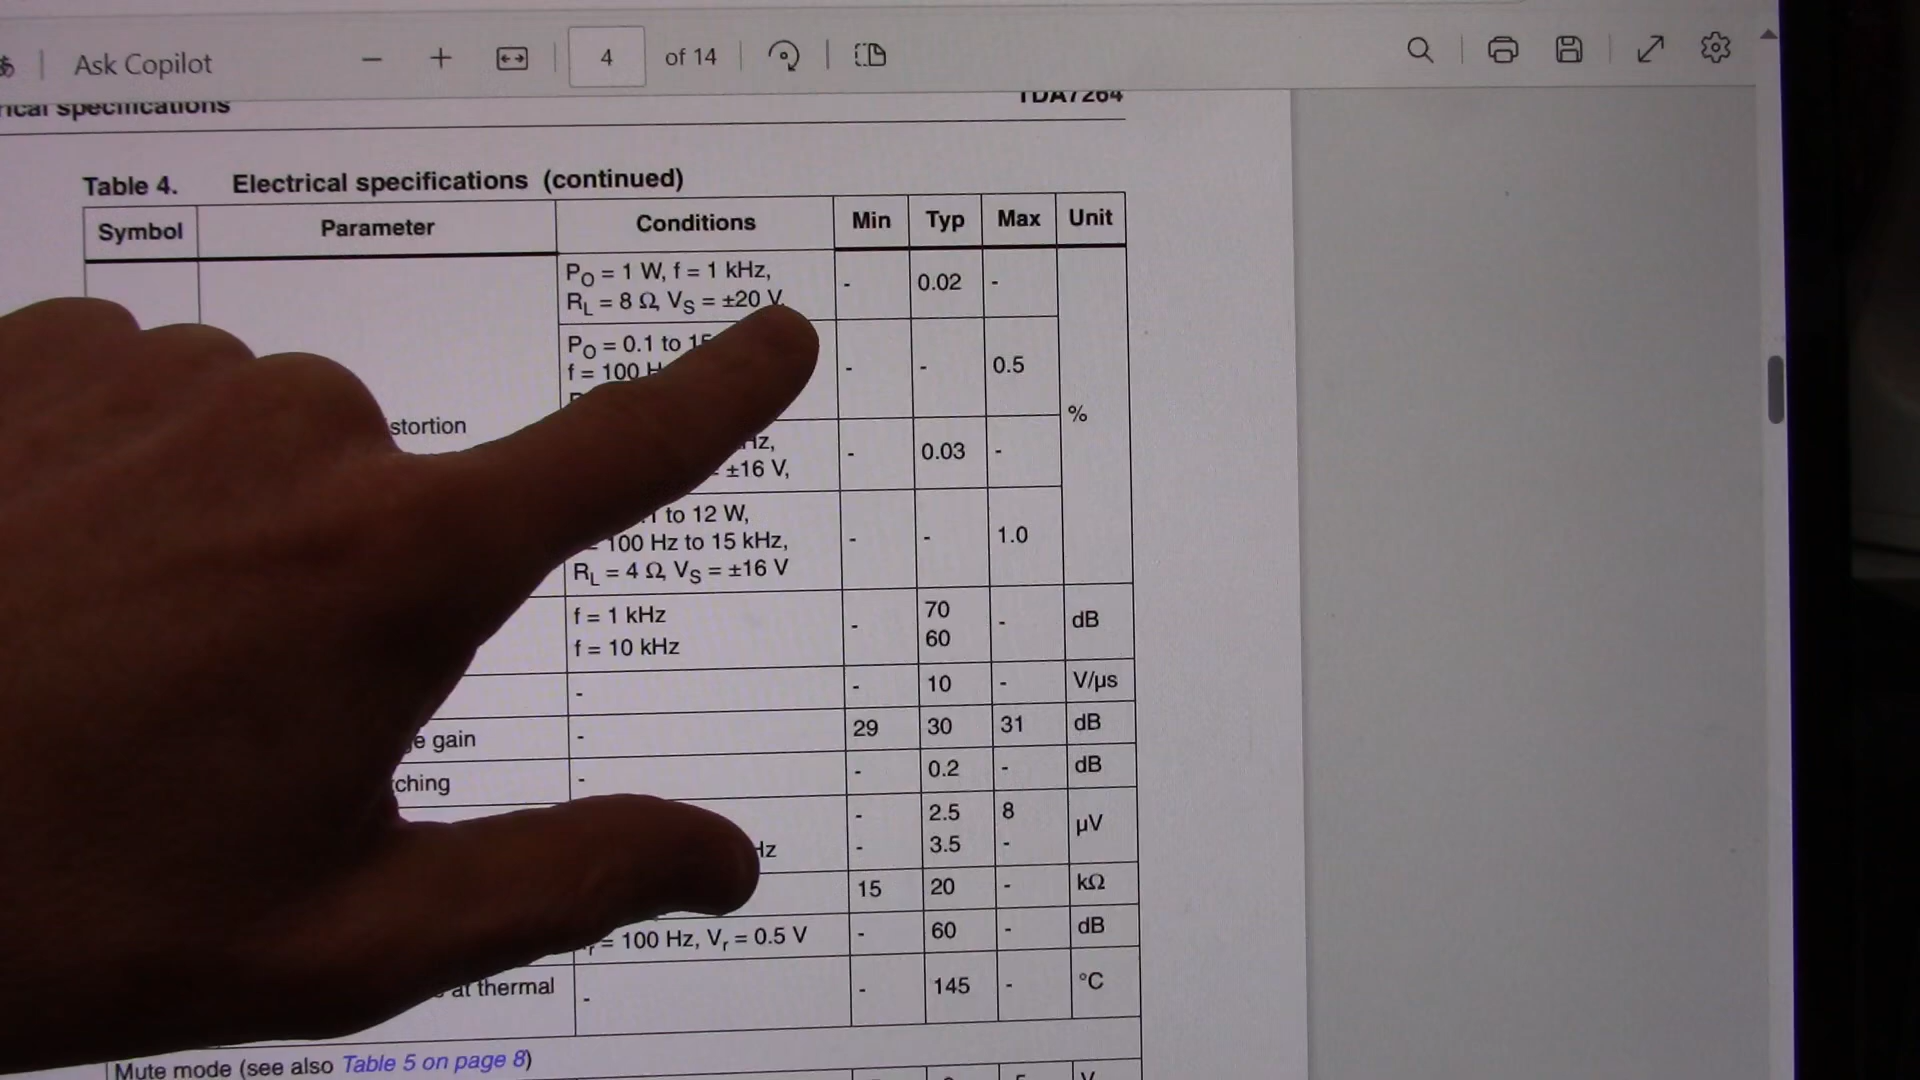 Ask Copilot
4 of 14
rical specifications
TDA7264
Table 4. Electrical specifications (continued)
Symbol Parameter Conditions Min Typ Max Unit
PO = 1 W, f = 1 kHz,
RL = 8 Ω, VS = ±20 V
- 0.02 -
PO = 0.1 to 15
f = 100 H
- - 0.5
%
stortion
Hz,
= ±16 V,
- 0.03 -
.1 to 12 W,
= 100 Hz to 15 kHz,
RL = 4 Ω, VS = ±16 V
- - 1.0
f = 1 kHz
f = 10 kHz
- 70 -
60
dB
- - 10 - V/µs
e gain - 29 30 31 dB
ching - - 0.2 - dB
- 2.5 8
Hz - 3.5 -
µV
15 20 - kΩ
fr = 100 Hz, Vr = 0.5 V - 60 - dB
at thermal - - 145 - °C
Mute mode (see also Table 5 on page 8)